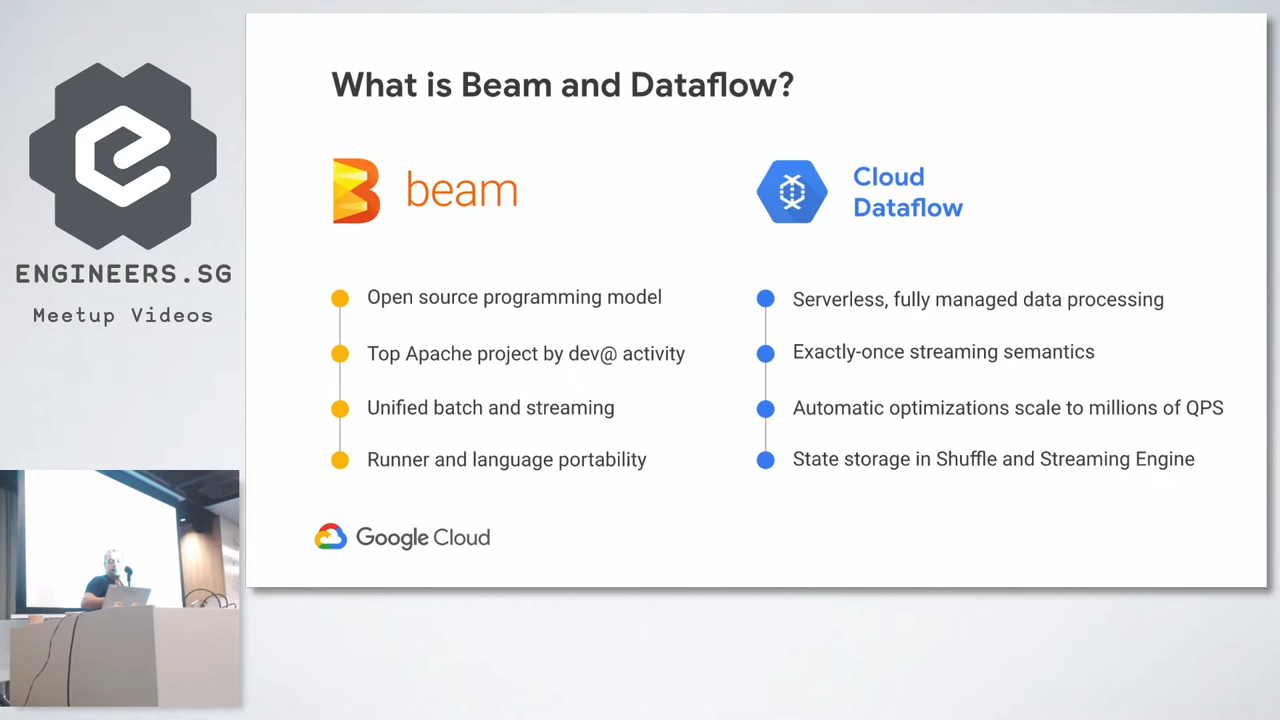 ENGINEERS.SG
Meetup Videos
What is Beam and Dataflow?
beam
Open source programming model
Top Apache project by dev@ activity
Unified batch and streaming
Runner and language portability
Cloud
Dataflow
Serverless, fully managed data processing
Exactly-once streaming semantics
Automatic optimizations scale to millions of QPS
State storage in Shuffle and Streaming Engine
Google Cloud